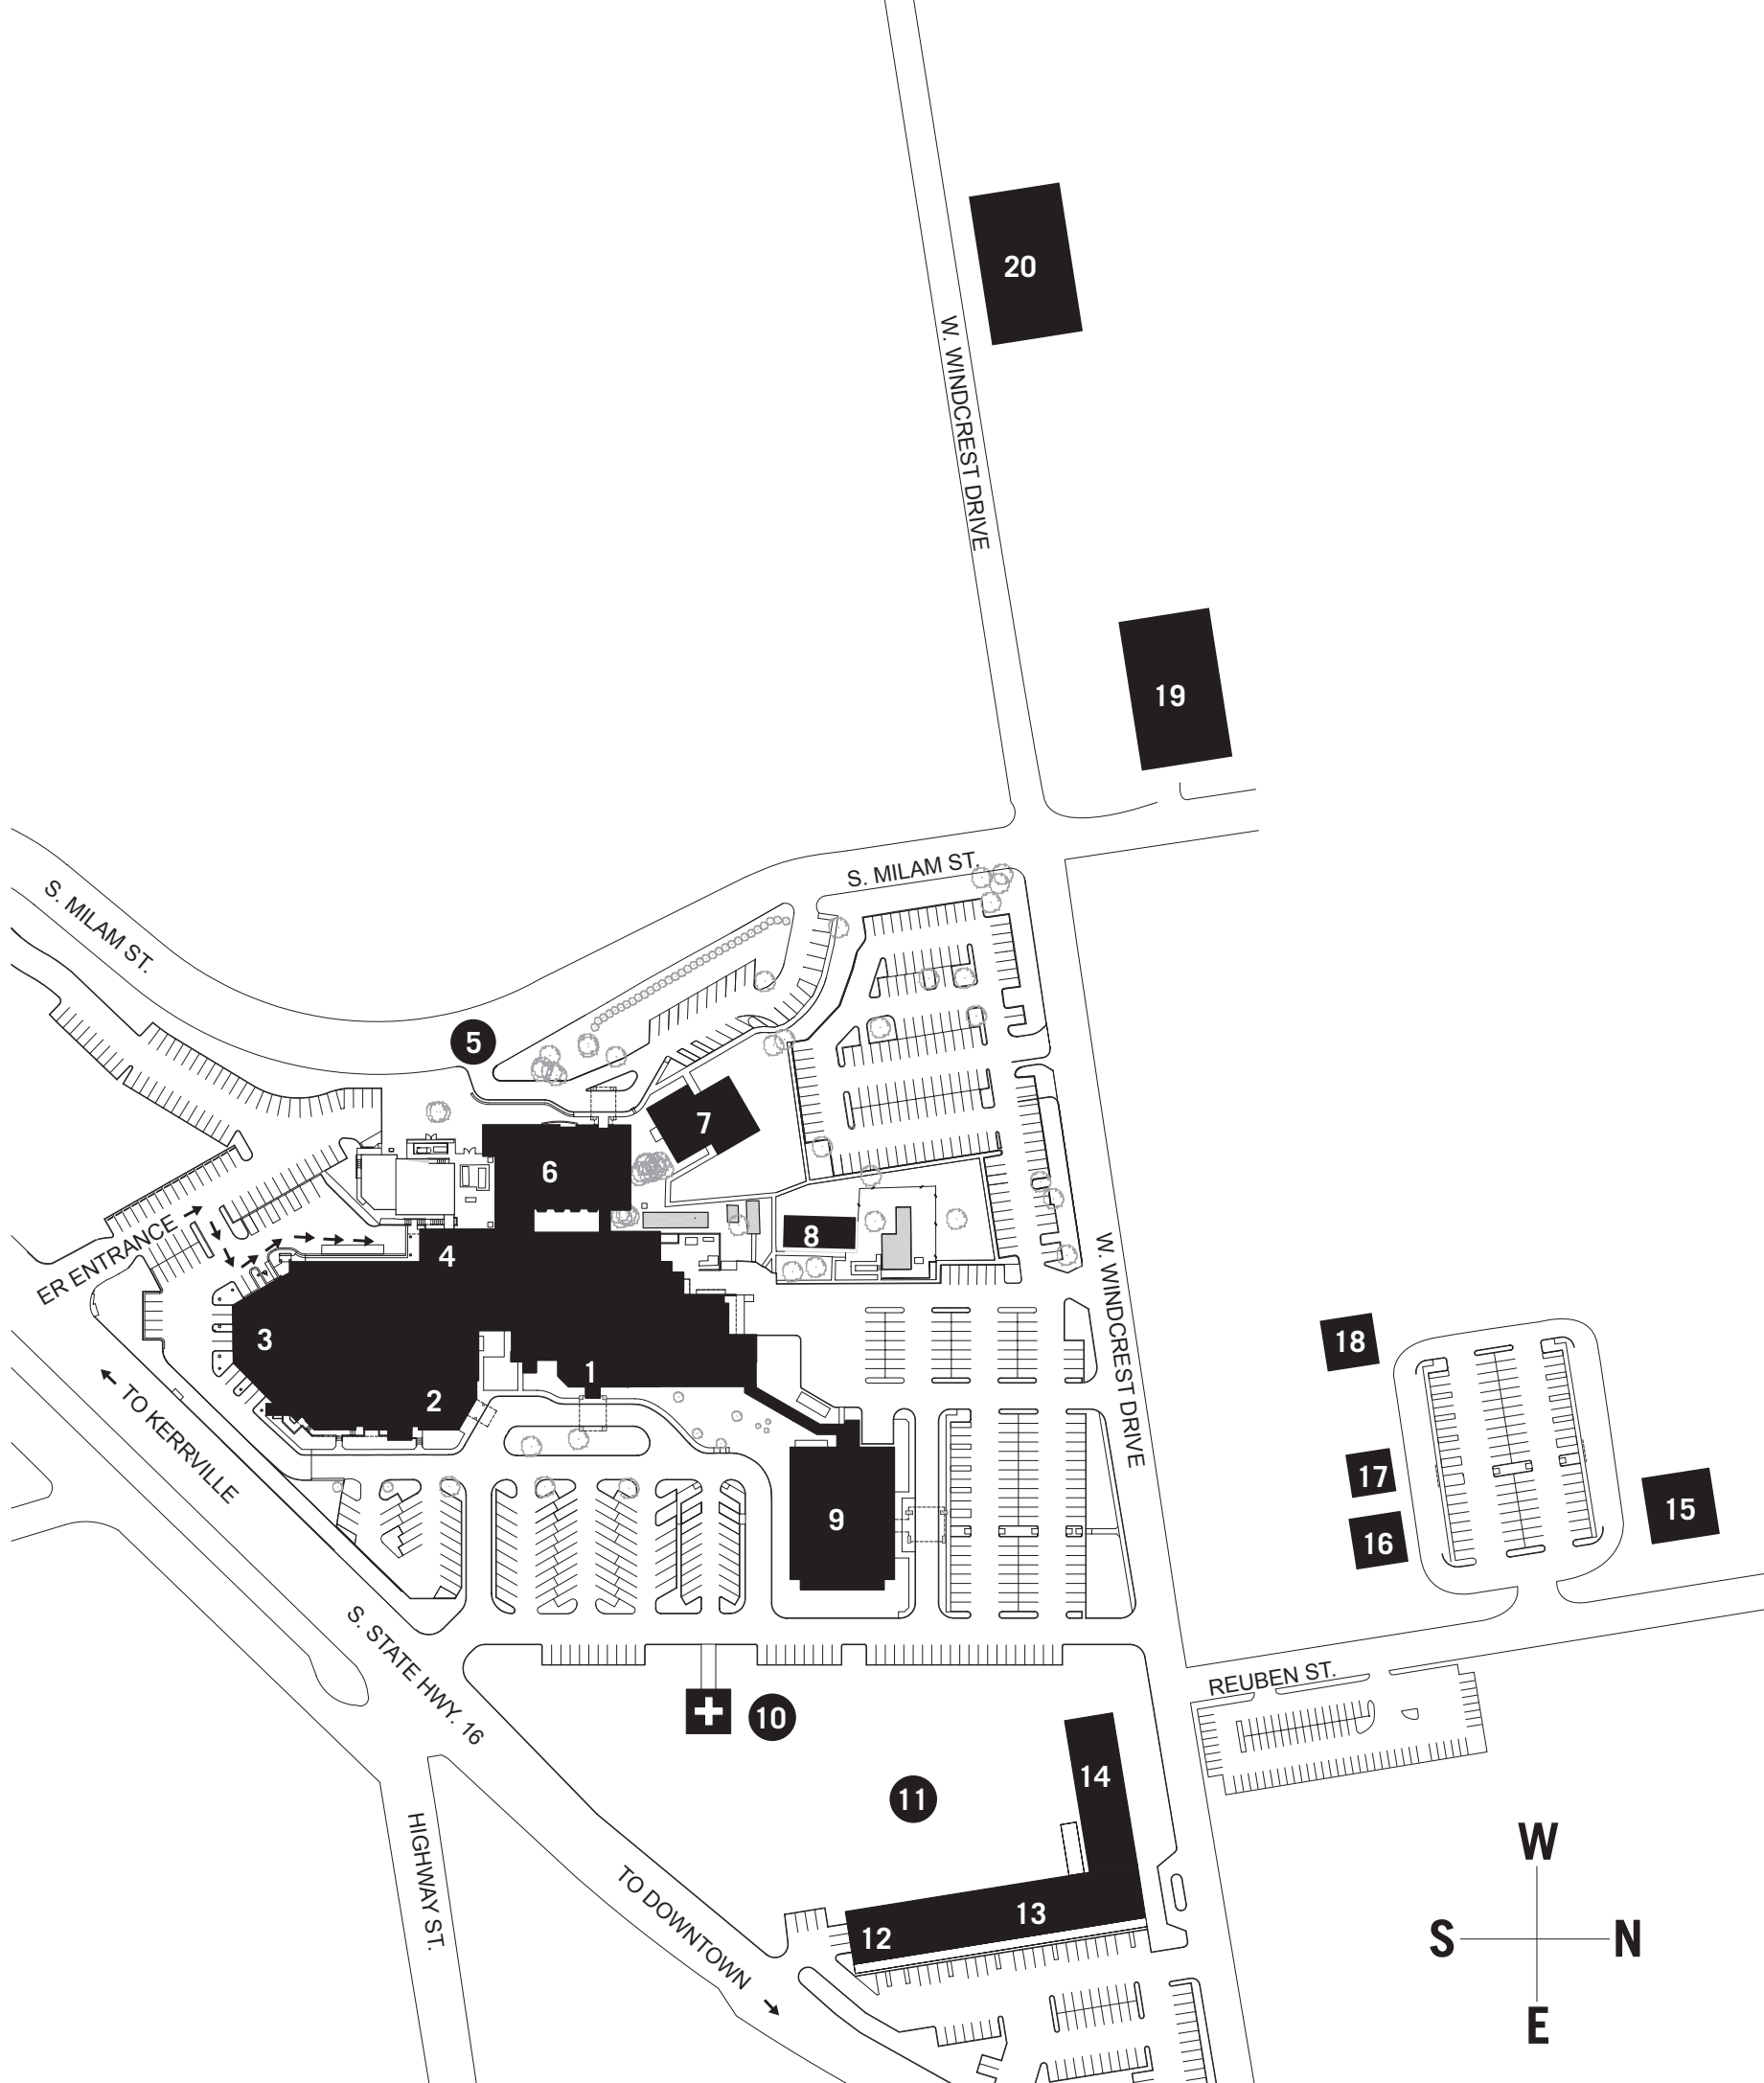 20
W. WINDCREST DRIVE
19
S. MILAM ST.
S. MILAM ST.
5
7
6
8
ER ENTRANCE
4
W. WINDCREST DRIVE
3
18
1
2
TO KERRVILLE
17
15
9
16
S. STATE HWY. 16
REUBEN ST.
10
14
11
HIGHWAY ST.
W
13
12
S
N
TO DOWNTOWN
E